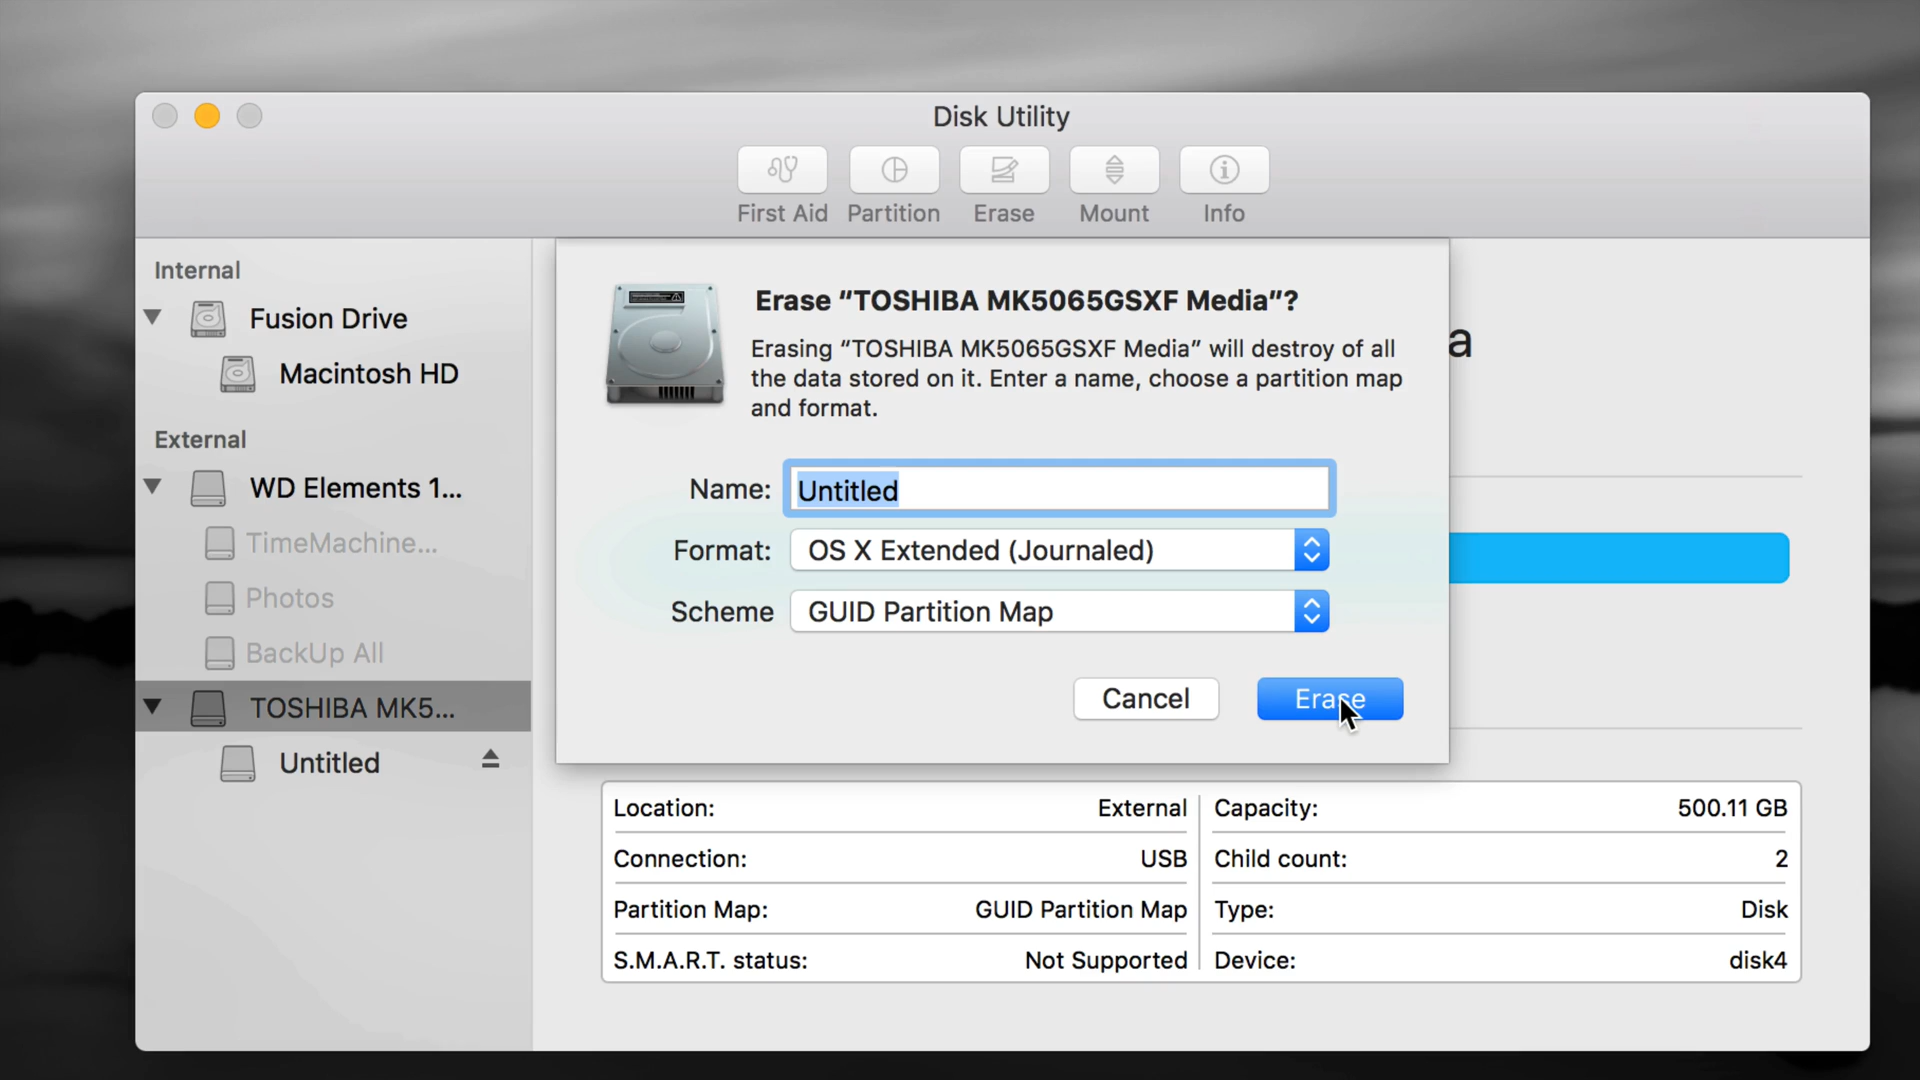 Disk Utility
First Aid
Partition
Erase
Mount
Info
Internal
Fusion Drive
Macintosh HD
External
WD Elements 1...
TimeMachine...
Photos
BackUp All
TOSHIBA MK5...
Untitled
Erase “TOSHIBA MK5065GSXF Media”?
Erasing “TOSHIBA MK5065GSXF Media” will destroy of all
the data stored on it. Enter a name, choose a partition map
and format.
Name: Untitled
Format: OS X Extended (Journaled)
Scheme GUID Partition Map
Cancel
Erase
a
Location: External
Connection: USB
Partition Map: GUID Partition Map
S.M.A.R.T. status: Not Supported
Capacity: 500.11 GB
Child count: 2
Type: Disk
Device: disk4